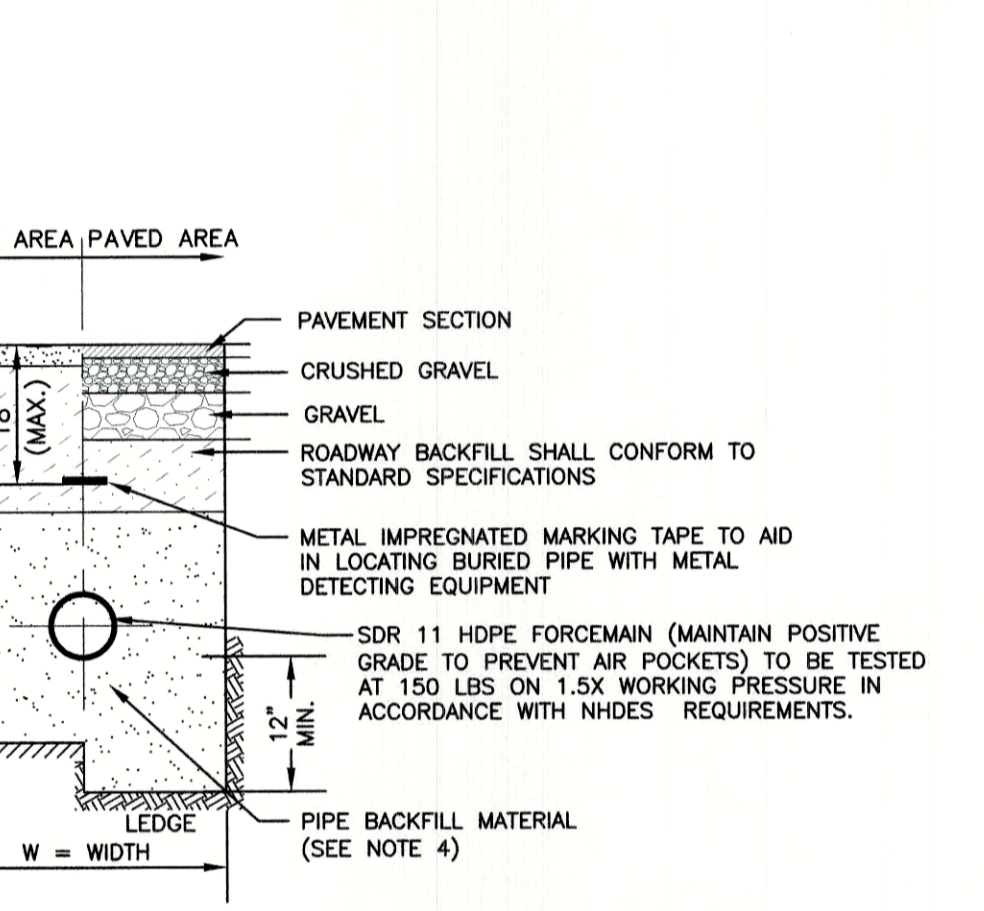 AREA PAVED AREA
PAVEMENT SECTION
CRUSHED GRAVEL
GRAVEL
(MAX.)
ROADWAY BACKFILL SHALL CONFORM TO
STANDARD SPECIFICATIONS
METAL IMPREGNATED MARKING TAPE TO AID
IN LOCATING BURIED PIPE WITH METAL
DETECTING EQUIPMENT
SDR 11 HDPE FORCEMAIN (MAINTAIN POSITIVE
GRADE TO PREVENT AIR POCKETS) TO BE TESTED
AT 150 LBS ON 1.5X WORKING PRESSURE IN
ACCORDANCE WITH NHDES REQUIREMENTS.
12"
MIN.
PIPE BACKFILL MATERIAL
(SEE NOTE 4)
LEDGE
W = WIDTH